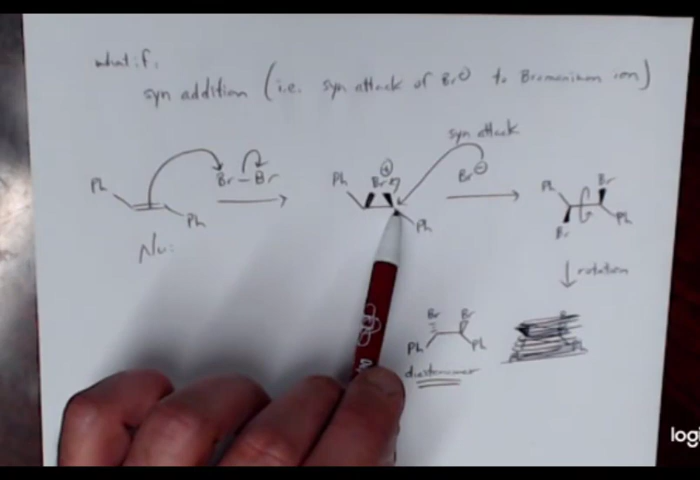 what if:
syn addition (i.e. syn attack of Br⊖ to Bromonium ion)
syn attack
Ph Br-Br Ph Br ⊕ Br⊖ Ph Br
Ph Ph Ph
Nu: Br
rotation
Br Br
Ph Ph
diastereomer
logi